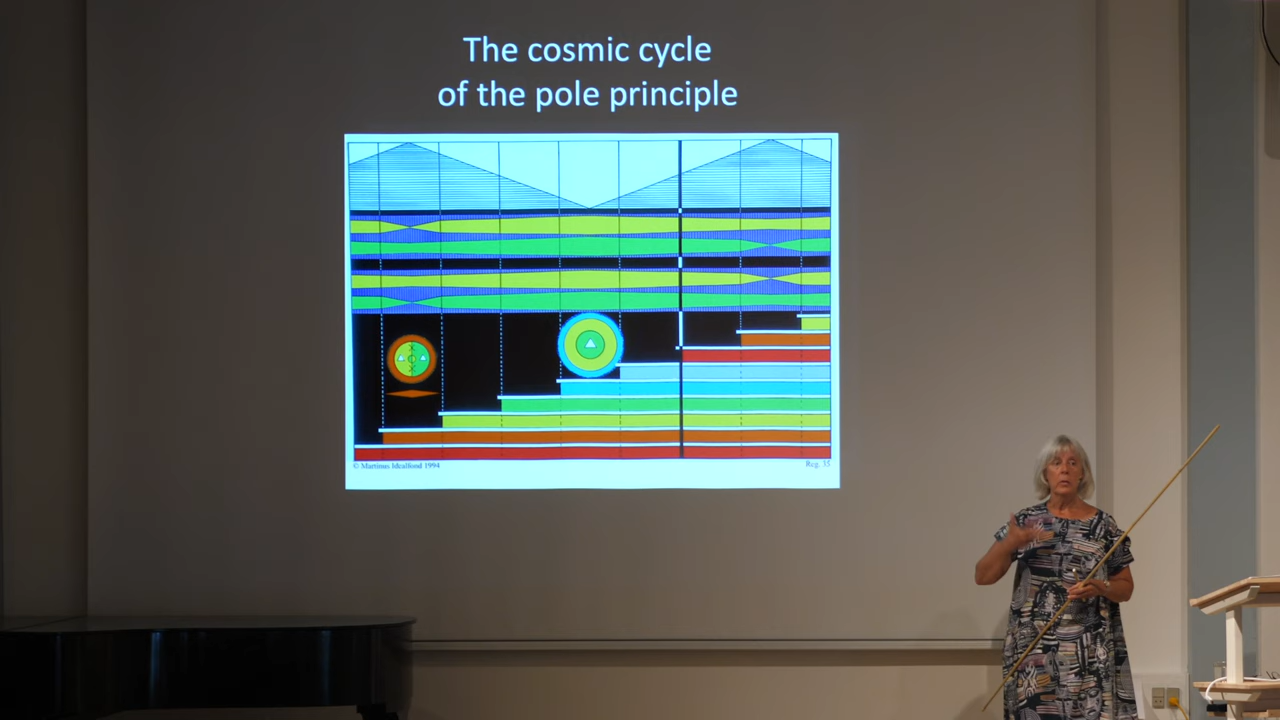 The cosmic cycle
of the pole principle
© Martinus Idealfond 1994
Reg. 35